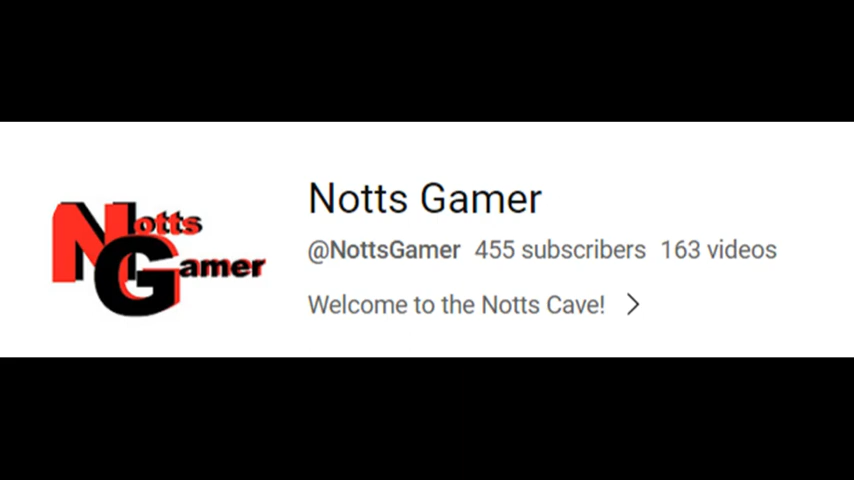 Notts
Gamer
Notts Gamer
@NottsGamer 455 subscribers 163 videos
Welcome to the Notts Cave! >